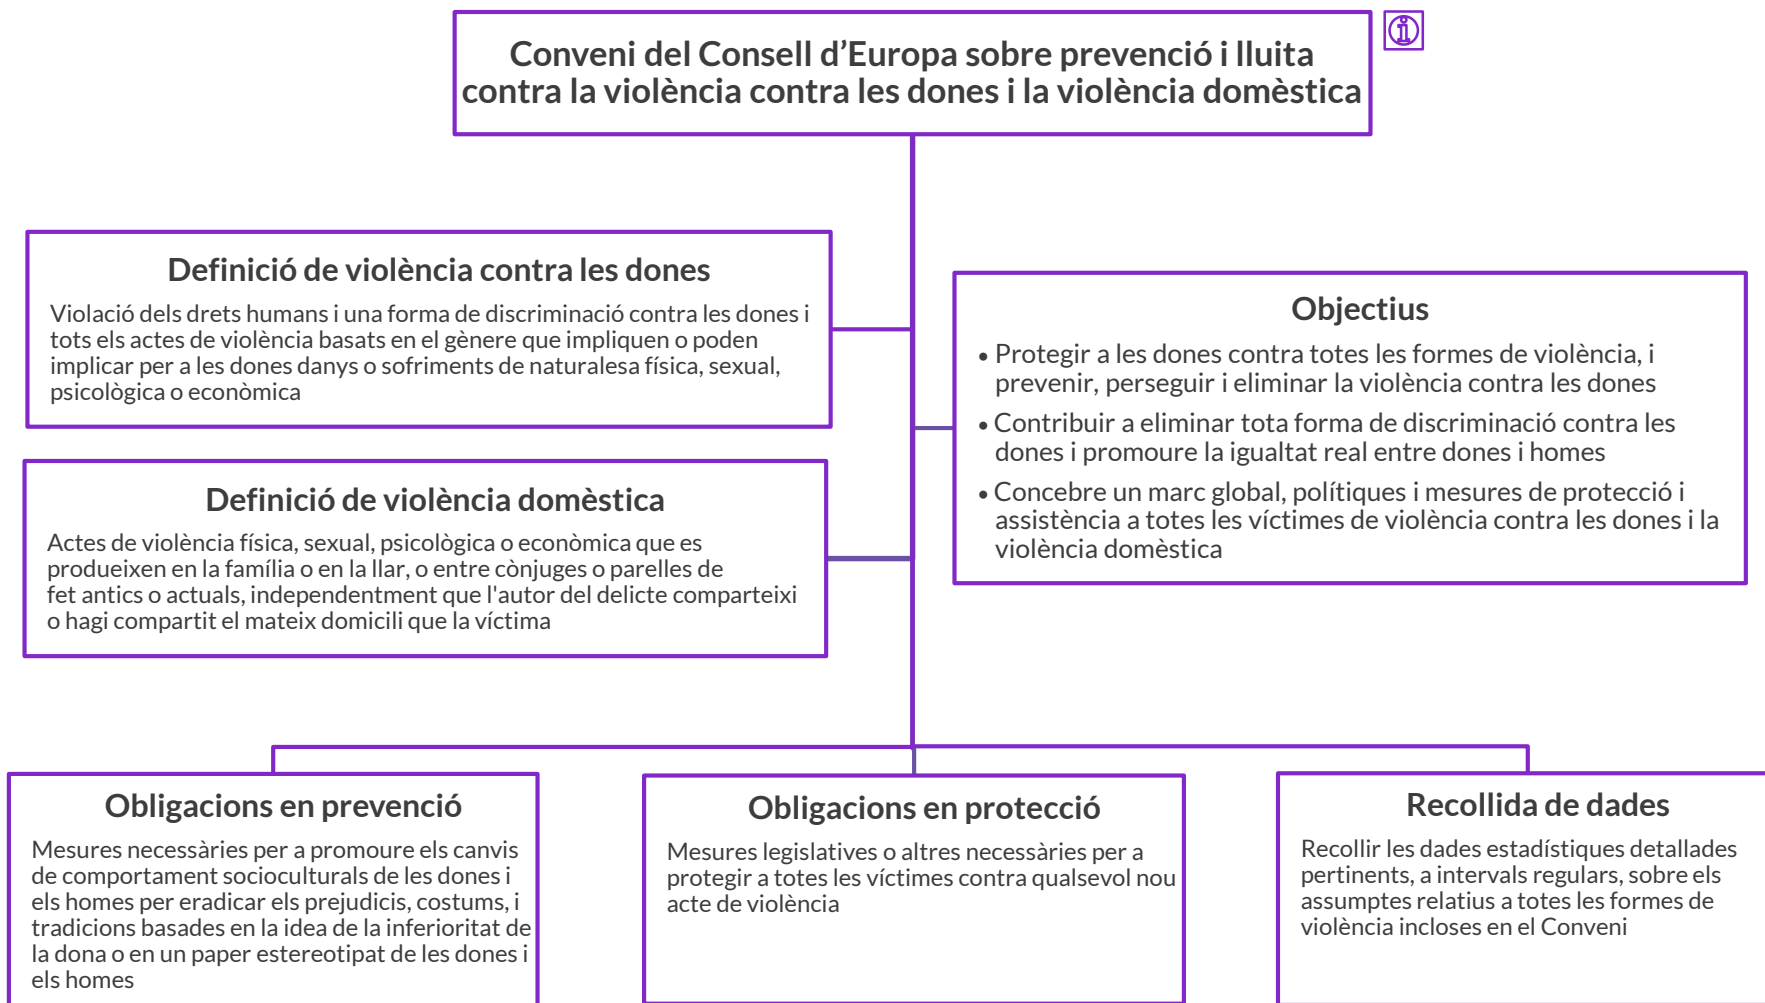 Conveni del Consell d’Europa sobre prevenció i lluita
contra la violència contra les dones i la violència domèstica
Definició de violència contra les dones
Violació dels drets humans i una forma de discriminació contra les dones i
tots els actes de violència basats en el gènere que impliquen o poden
implicar per a les dones danys o sofriments de naturalesa física, sexual,
psicològica o econòmica
Definició de violència domèstica
Actes de violència física, sexual, psicològica o econòmica que es
produeixen en la família o en la llar, o entre cònjuges o parelles de
fet antics o actuals, independentment que l'autor del delicte comparteixi
o hagi compartit el mateix domicili que la víctima
Objectius
• Protegir a les dones contra totes les formes de violència, i
prevenir, perseguir i eliminar la violència contra les dones
• Contribuir a eliminar tota forma de discriminació contra les
dones i promoure la igualtat real entre dones i homes
• Concebre un marc global, polítiques i mesures de protecció i
assistència a totes les víctimes de violència contra les dones i la
violència domèstica
Obligacions en prevenció
Mesures necessàries per a promoure els canvis
de comportament socioculturals de les dones i
els homes per eradicar els prejudicis, costums, i
tradicions basades en la idea de la inferioritat de
la dona o en un paper estereotipat de les dones i
els homes
Obligacions en protecció
Mesures legislatives o altres necessàries per a
protegir a totes les víctimes contra qualsevol nou
acte de violència
Recollida de dades
Recollir les dades estadístiques detallades
pertinents, a intervals regulars, sobre els
assumptes relatius a totes les formes de
violència incloses en el Conveni